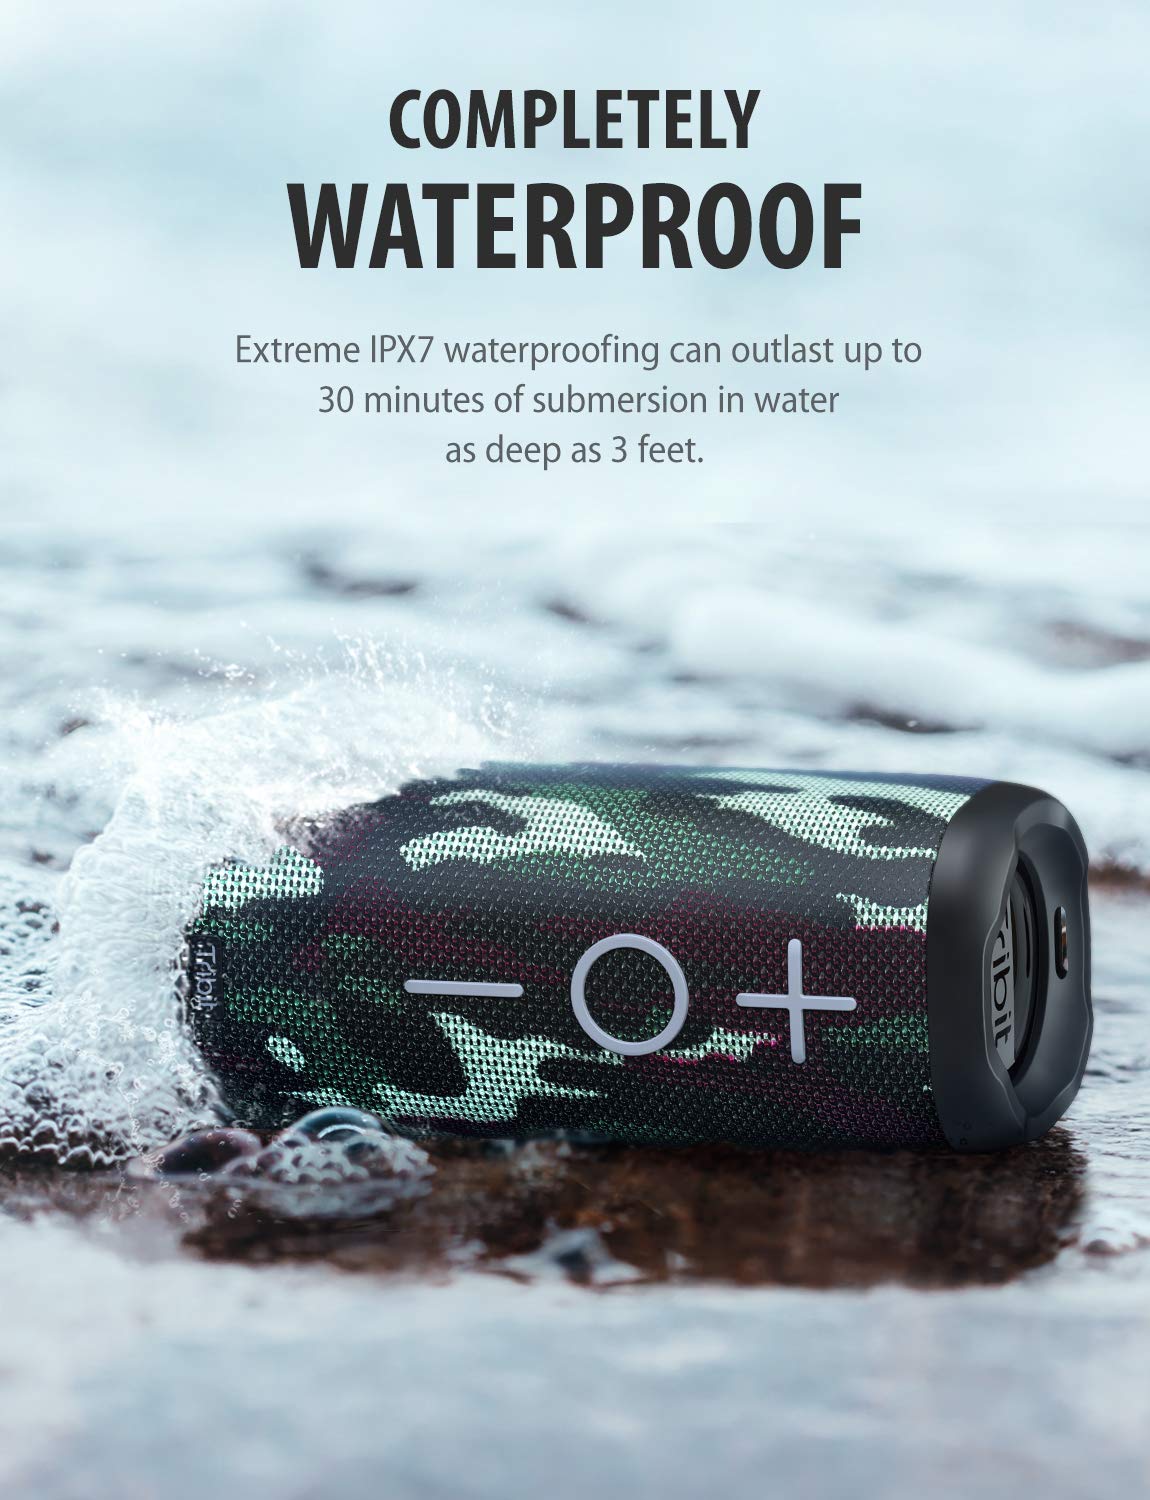 COMPLETELY
WATERPROOF
Extreme IPX7 waterproofing can outlast up to
30 minutes of submersion in water
as deep as 3 feet.
Tribit
Tribit